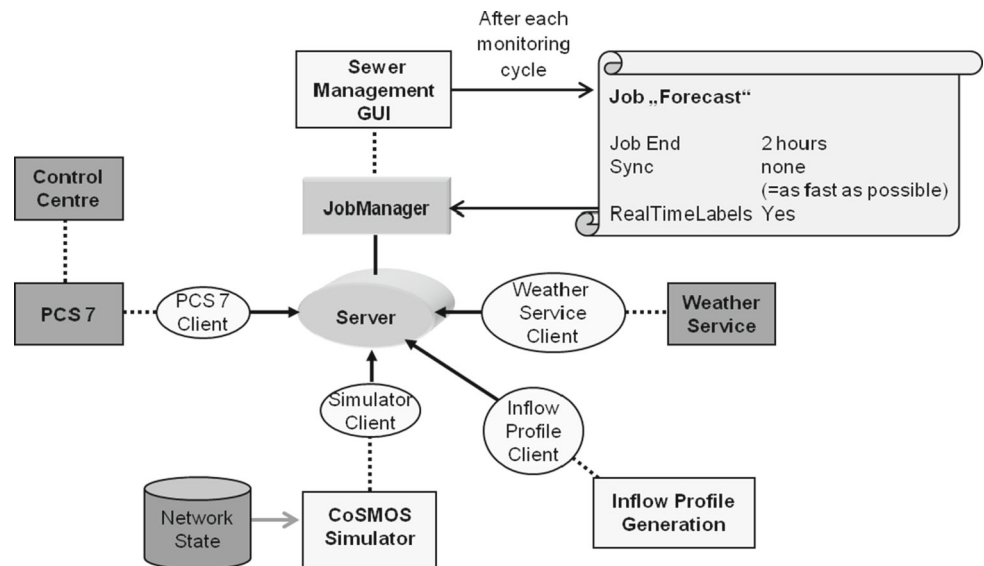 After each
monitoring
cycle
Sewer
Management
GUI
Job „Forecast“
Job End 2 hours
Sync none
(=as fast as possible)
RealTimeLabels Yes
Control
Centre
JobManager
PCS 7
PCS 7
Client
Server
Weather
Service
Client
Weather
Service
Simulator
Client
Inflow
Profile
Client
Network
State
CoSMOS
Simulator
Inflow Profile
Generation